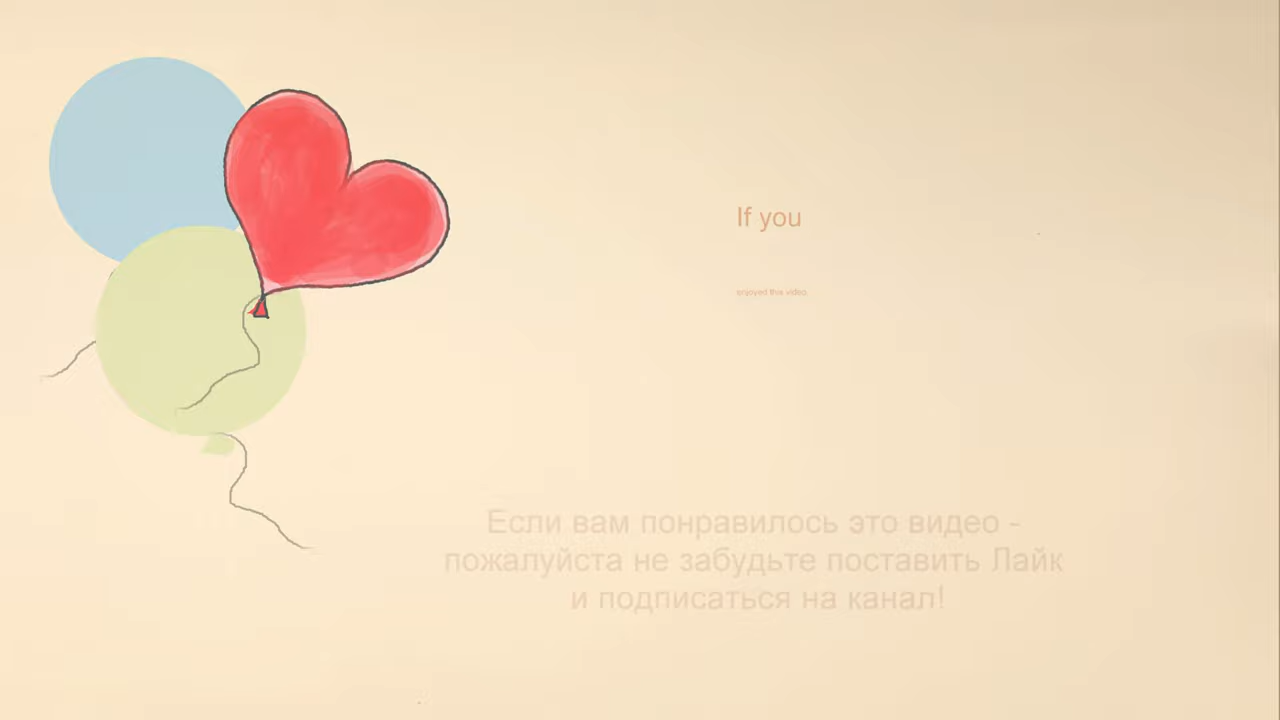 If you
enjoyed this video
Если вам понравилось это видео -
пожалуйста не забудьте поставить Лайк
и подписаться на канал!